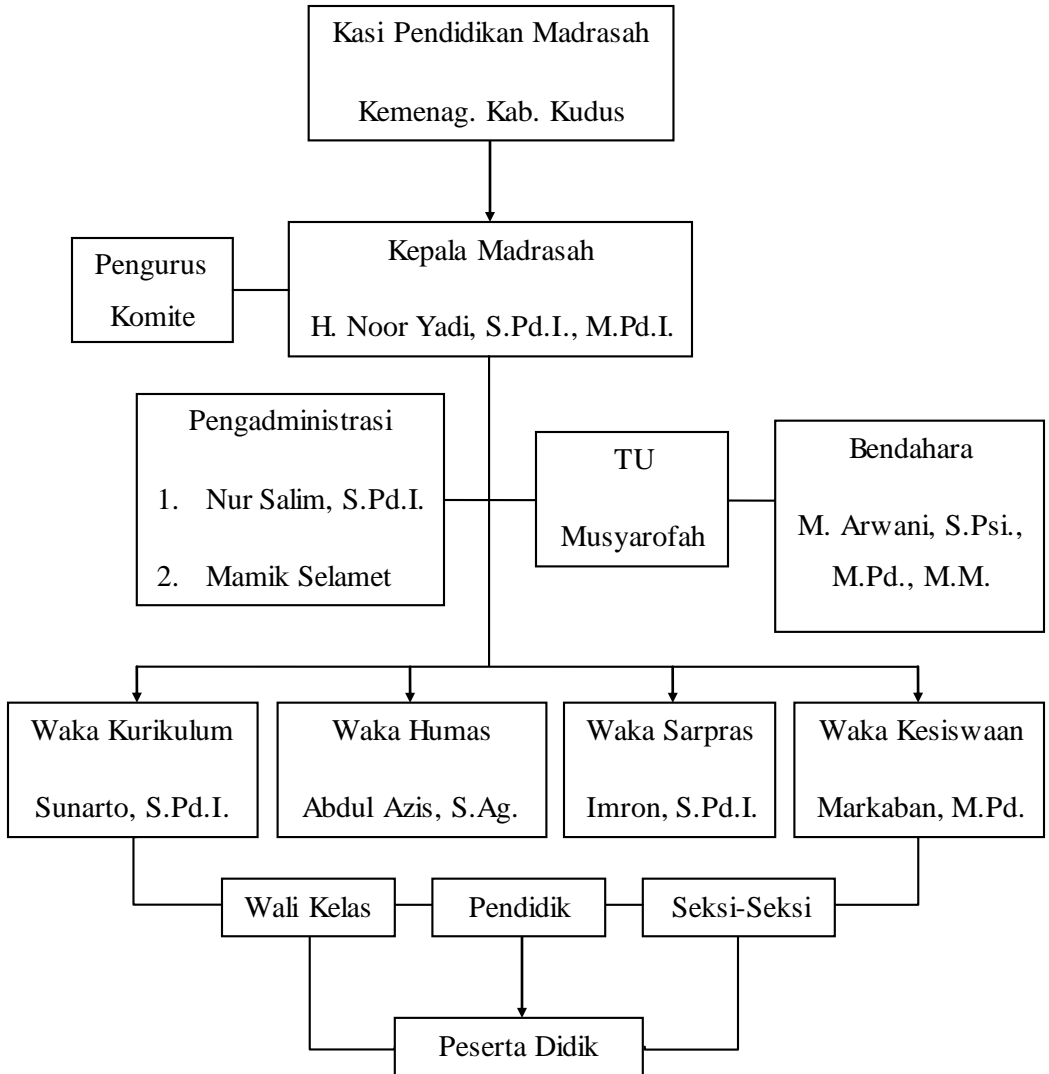 Kasi Pendidikan Madrasah
Kemenag. Kab. Kudus
Pengurus
Komite
Kepala Madrasah
H. Noor Yadi, S.Pd.I., M.Pd.I.
Pengadministrasi
1. Nur Salim, S.Pd.I.
2. Mamik Selamet
TU
Musyarofah
Bendahara
M. Arwani, S.Psi.,
M.Pd., M.M.
Waka Kurikulum
Sunarto, S.Pd.I.
Waka Humas
Abdul Azis, S.Ag.
Waka Sarpras
Imron, S.Pd.I.
Waka Kesiswaan
Markaban, M.Pd.
Wali Kelas
Pendidik
Seksi-Seksi
Peserta Didik